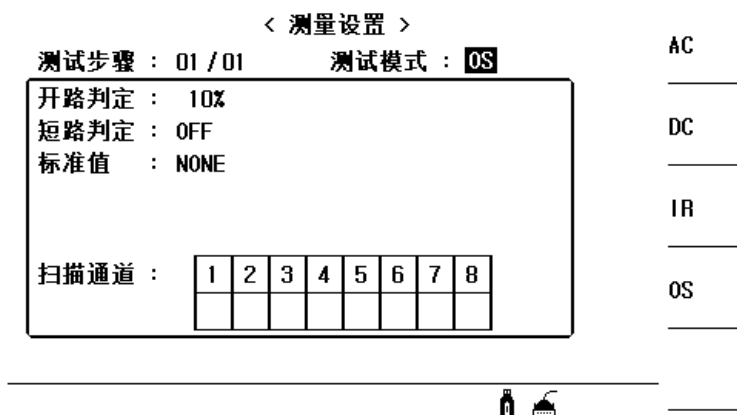 < 测量设置 >
测试步骤 : 01 / 01 测试模式 : OS
开路判定 : 10%
短路判定 : OFF
标准值 : NONE
扫描通道 : 1 2 3 4 5 6 7 8
AC
DC
IR
OS